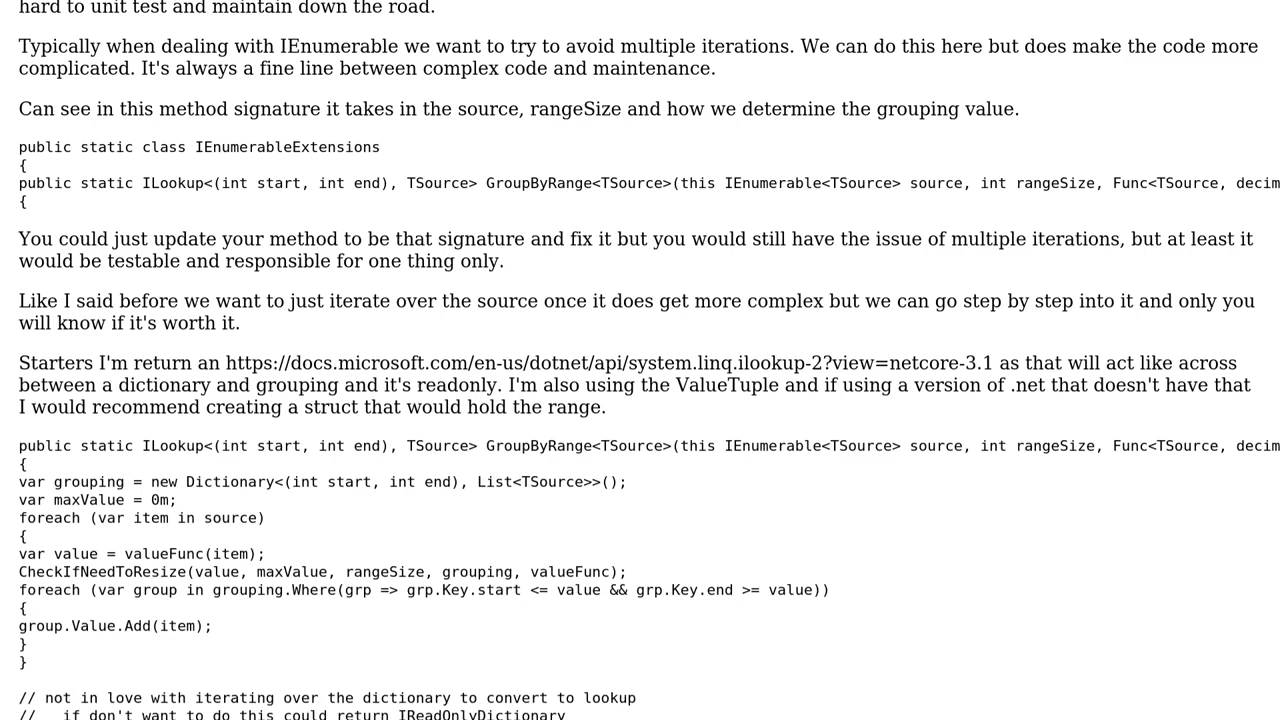 hard to unit test and maintain down the road.
Typically when dealing with IEnumerable we want to try to avoid multiple iterations. We can do this here but does make the code more
complicated. It's always a fine line between complex code and maintenance.
Can see in this method signature it takes in the source, rangeSize and how we determine the grouping value.
public static class IEnumerableExtensions
{
public static ILookup<(int start, int end), TSource> GroupByRange<TSource>(this IEnumerable<TSource> source, int rangeSize, Func<TSource, decim
{
You could just update your method to be that signature and fix it but you would still have the issue of multiple iterations, but at least it
would be testable and responsible for one thing only.
Like I said before we want to just iterate over the source once it does get more complex but we can go step by step into it and only you
will know if it's worth it.
Starters I'm return an https://docs.microsoft.com/en-us/dotnet/api/system.linq.ilookup-2?view=netcore-3.1 as that will act like across
between a dictionary and grouping and it's readonly. I'm also using the ValueTuple and if using a version of .net that doesn't have that
I would recommend creating a struct that would hold the range.
public static ILookup<(int start, int end), TSource> GroupByRange<TSource>(this IEnumerable<TSource> source, int rangeSize, Func<TSource, decim
{
var grouping = new Dictionary<(int start, int end), List<TSource>>();
var maxValue = 0m;
foreach (var item in source)
{
var value = valueFunc(item);
CheckIfNeedToResize(value, maxValue, rangeSize, grouping, valueFunc);
foreach (var group in grouping.Where(grp => grp.Key.start <= value && grp.Key.end >= value))
{
group.Value.Add(item);
}
}
// not in love with iterating over the dictionary to convert to lookup
//   if don't want to do this could return IReadOnlyDictionary